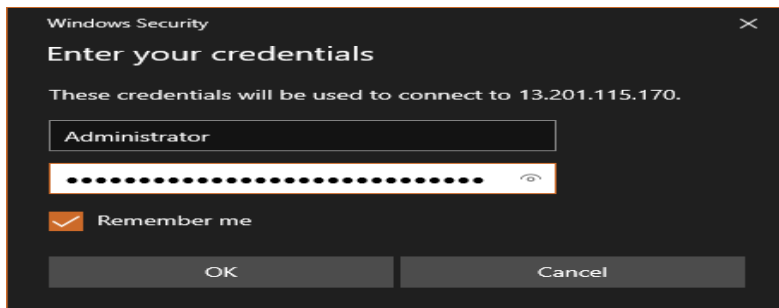 Windows Security
Enter your credentials
These credentials will be used to connect to 13.201.115.170.
Administrator
Remember me
OK Cancel